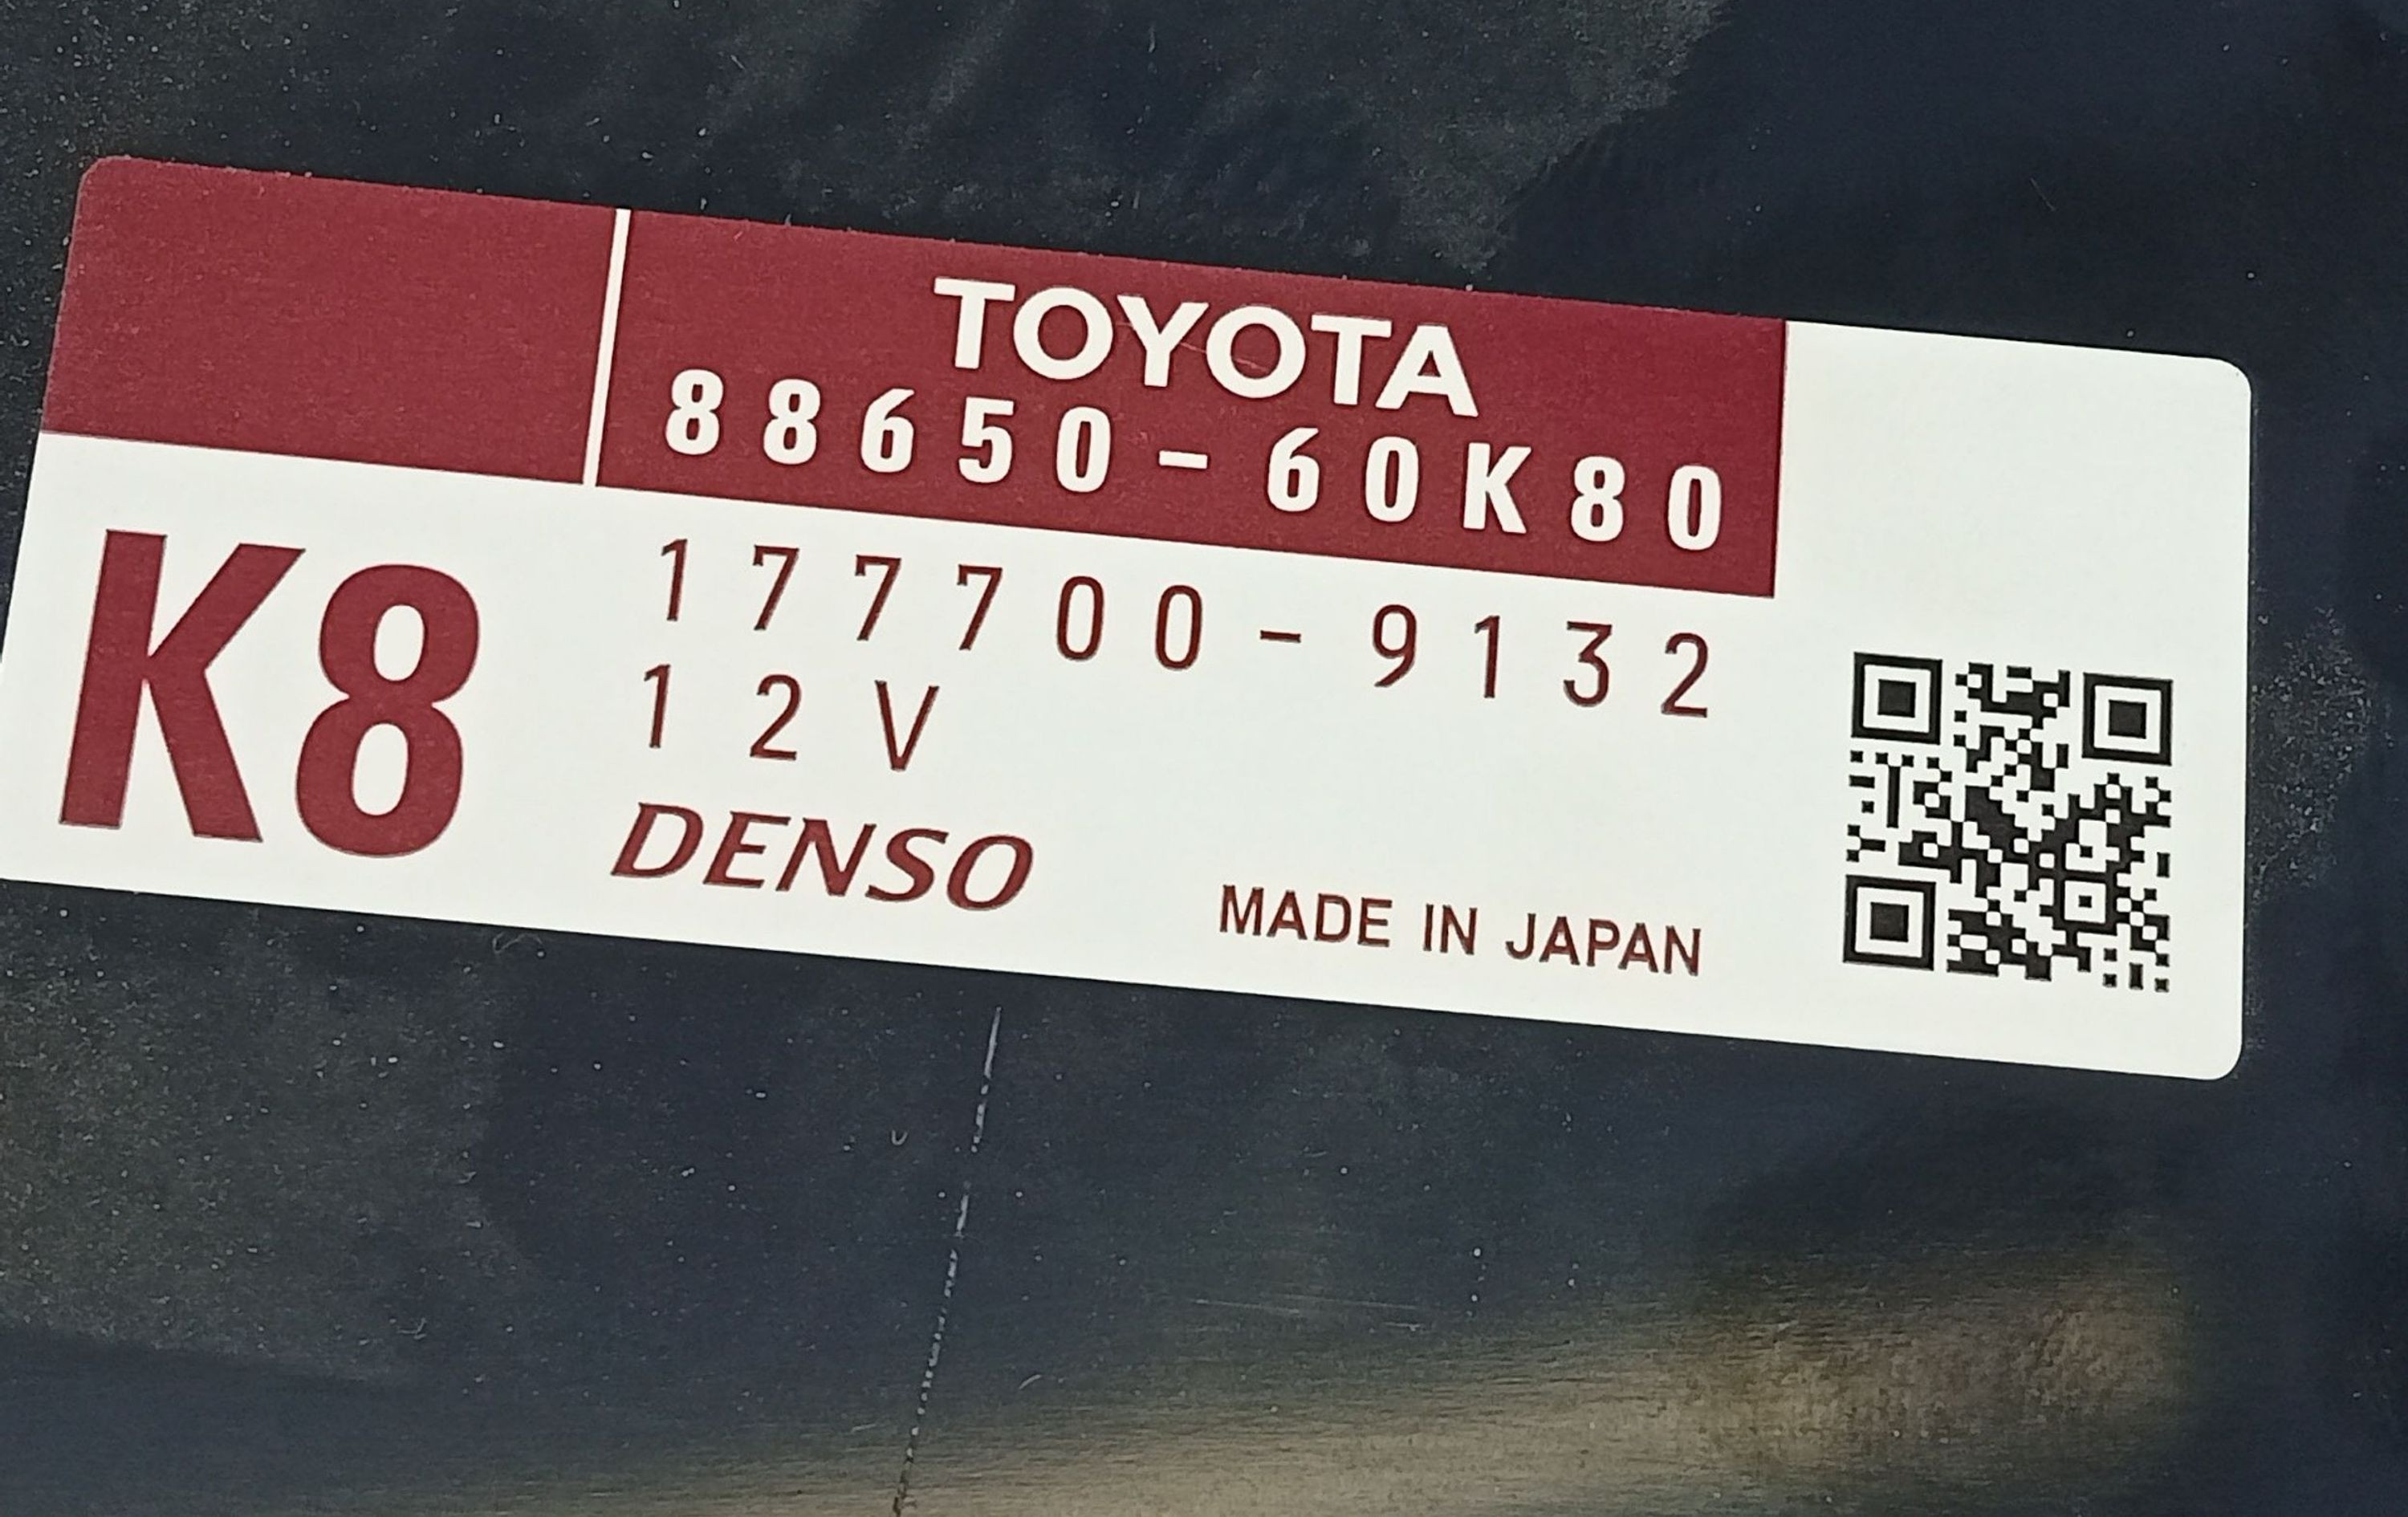 TOYOTA
88650-60K80
K8
177700-9132
12V
DENSO
MADE IN JAPAN